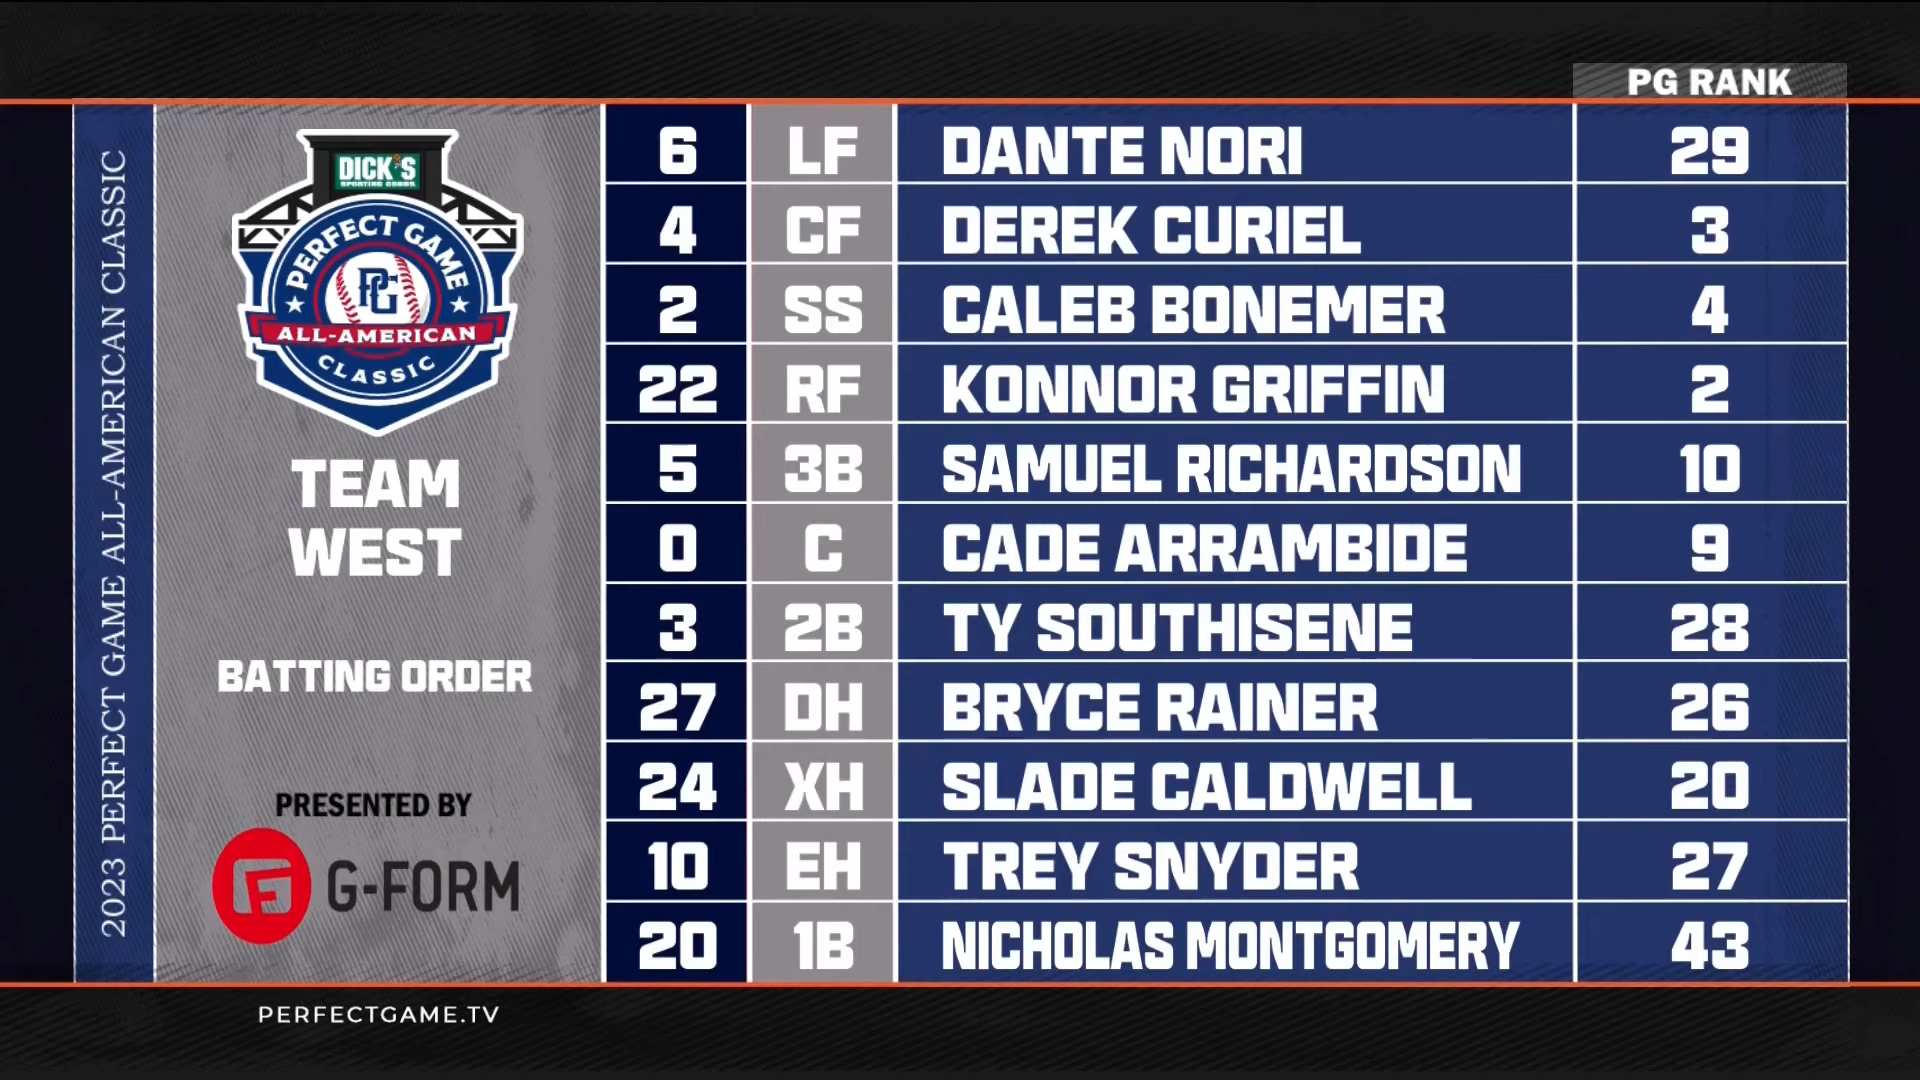 PG RANK
2023 PERFECT GAME ALL-AMERICAN CLASSIC
DICK'S
SPORTING GOODS
PERFECT GAME
PG
ALL-AMERICAN
CLASSIC
TEAM
WEST
BATTING ORDER
PRESENTED BY
G-FORM
6 LF DANTE NORI 29
4 CF DEREK CURIEL 3
2 SS CALEB BONEMER 4
22 RF KONNOR GRIFFIN 2
5 3B SAMUEL RICHARDSON 10
0 C CADE ARRAMBIDE 9
3 2B TY SOUTHISENE 28
27 DH BRYCE RAINER 26
24 XH SLADE CALDWELL 20
10 EH TREY SNYDER 27
20 1B NICHOLAS MONTGOMERY 43
PERFECTGAME.TV